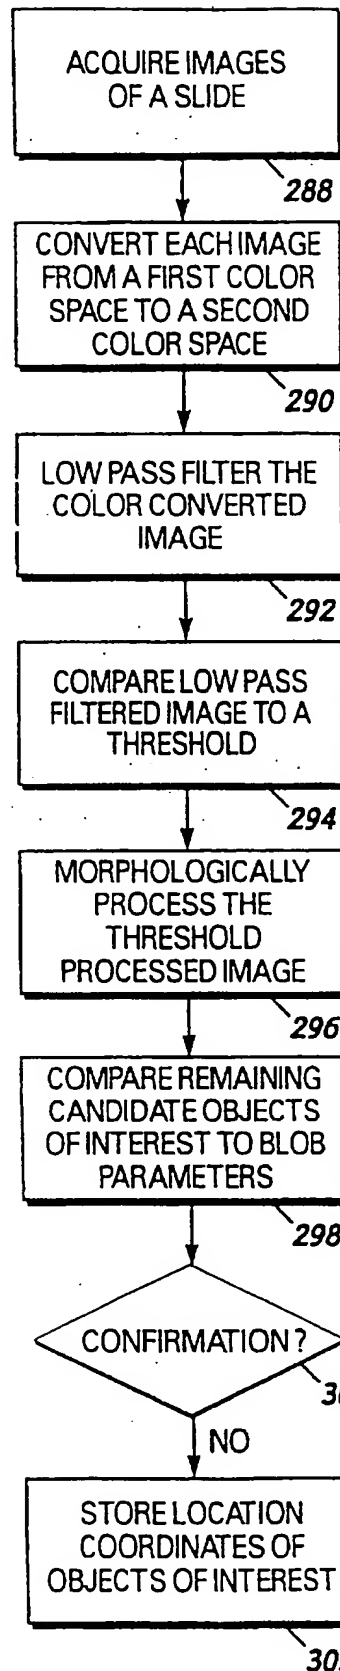 ACQUIRE IMAGES
OF A SLIDE
288
CONVERT EACH IMAGE
FROM A FIRST COLOR
SPACE TO A SECOND
COLOR SPACE
290
LOW PASS FILTER THE
COLOR CONVERTED
IMAGE
292
COMPARE LOW PASS
FILTERED IMAGE TO A
THRESHOLD
294
MORPHOLOGICALLY
PROCESS THE
THRESHOLD
PROCESSED IMAGE
296
COMPARE REMAINING
CANDIDATE OBJECTS
OF INTEREST TO BLOB
PARAMETERS
298
CONFIRMATION ?
NO
STORE LOCATION
COORDINATES OF
OBJECTS OF INTEREST